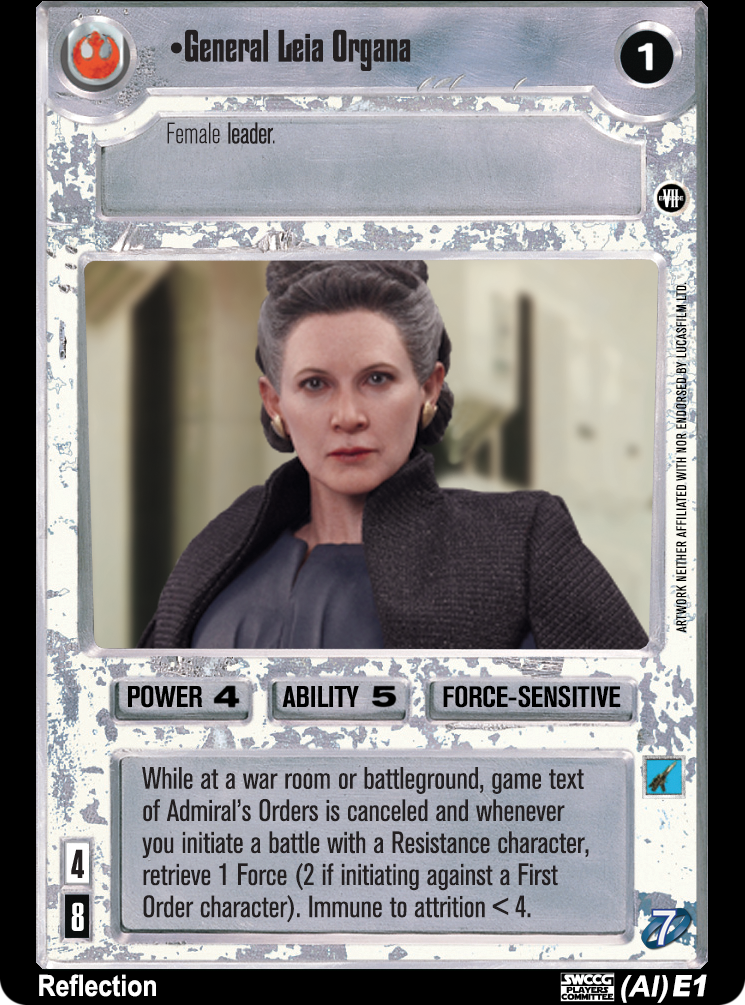 •General Leia Organa
1
Female leader.
EPISODE VII
ARTWORK NEITHER AFFILIATED WITH NOR ENDORSED BY LUCASFILM LTD.
POWER 4
ABILITY 5
FORCE-SENSITIVE
While at a war room or battleground, game text
of Admiral's Orders is canceled and whenever
you initiate a battle with a Resistance character,
retrieve 1 Force (2 if initiating against a First
Order character). Immune to attrition < 4.
4
8
7
Reflection
SWCCG
PLAYERS
COMMITTEE
(AI) E1